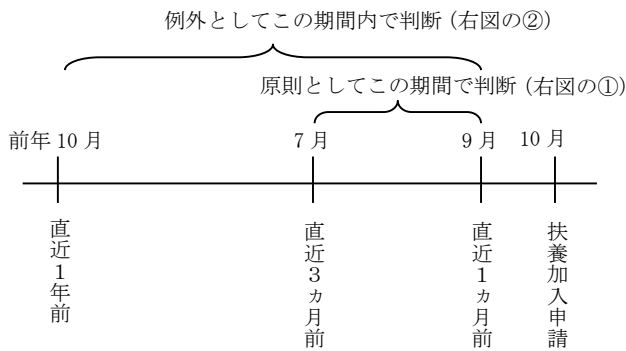 例外としてこの期間内で判断（右図の②）
原則としてこの期間で判断（右図の①）
前年 10 月
7 月
9 月
10 月
直近１年前
直近３ヵ月前
直近１ヵ月前
扶養加入申請